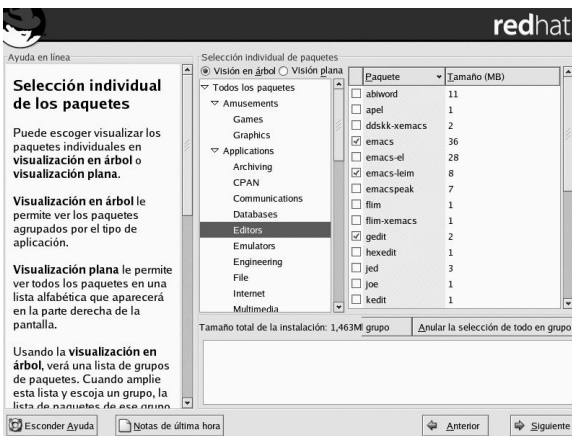 redhat
Ayuda en línea
Selección individual
de los paquetes
Puede escoger visualizar los
paquetes individuales en
visualización en árbol o
visualización plana.
Visualización en árbol le
permite ver los paquetes
agrupados por el tipo de
aplicación.
Visualización plana le permite
ver todos los paquetes en una
lista alfabética que aparecerá
en la parte derecha de la
pantalla.
Usando la visualización en
árbol, verá una lista de grupos
de paquetes. Cuando amplie
esta lista y escoja un grupo, la
lista de paquetes de ese grupo
Selección individual de paquetes
Visión en árbol Visión plana
Todos los paquetes
Amusements
Games
Graphics
Applications
Archiving
CPAN
Communications
Databases
Editors
Emulators
Engineering
File
Internet
Multimedia
Paquete Tamaño (MB)
abiword 11
apel 1
ddskk-xemacs 2
emacs 36
emacs-el 28
emacs-leim 8
emacspeak 7
flim 1
flim-xemacs 1
gedit 2
hexedit 1
jed 3
joe 1
kedit 1
Tamaño total de la instalación: 1,463M grupo Anular la selección de todo en grupo
Esconder Ayuda Notas de última hora Anterior Siguiente